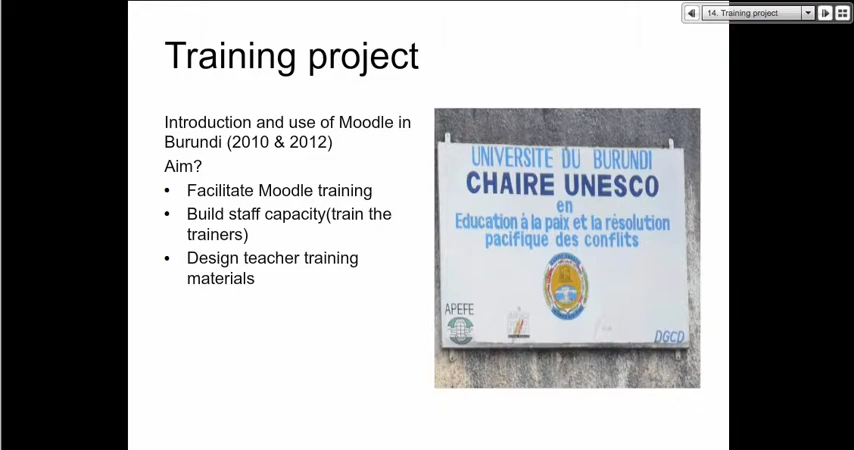 14. Training project
Training project
Introduction and use of Moodle in
Burundi (2010 & 2012)
Aim?
• Facilitate Moodle training
• Build staff capacity(train the
trainers)
• Design teacher training
materials
UNIVERSITE DU BURUNDI
CHAIRE UNESCO
en
Education à la paix et la résolution
pacifique des conflits
APEFE
DGCD